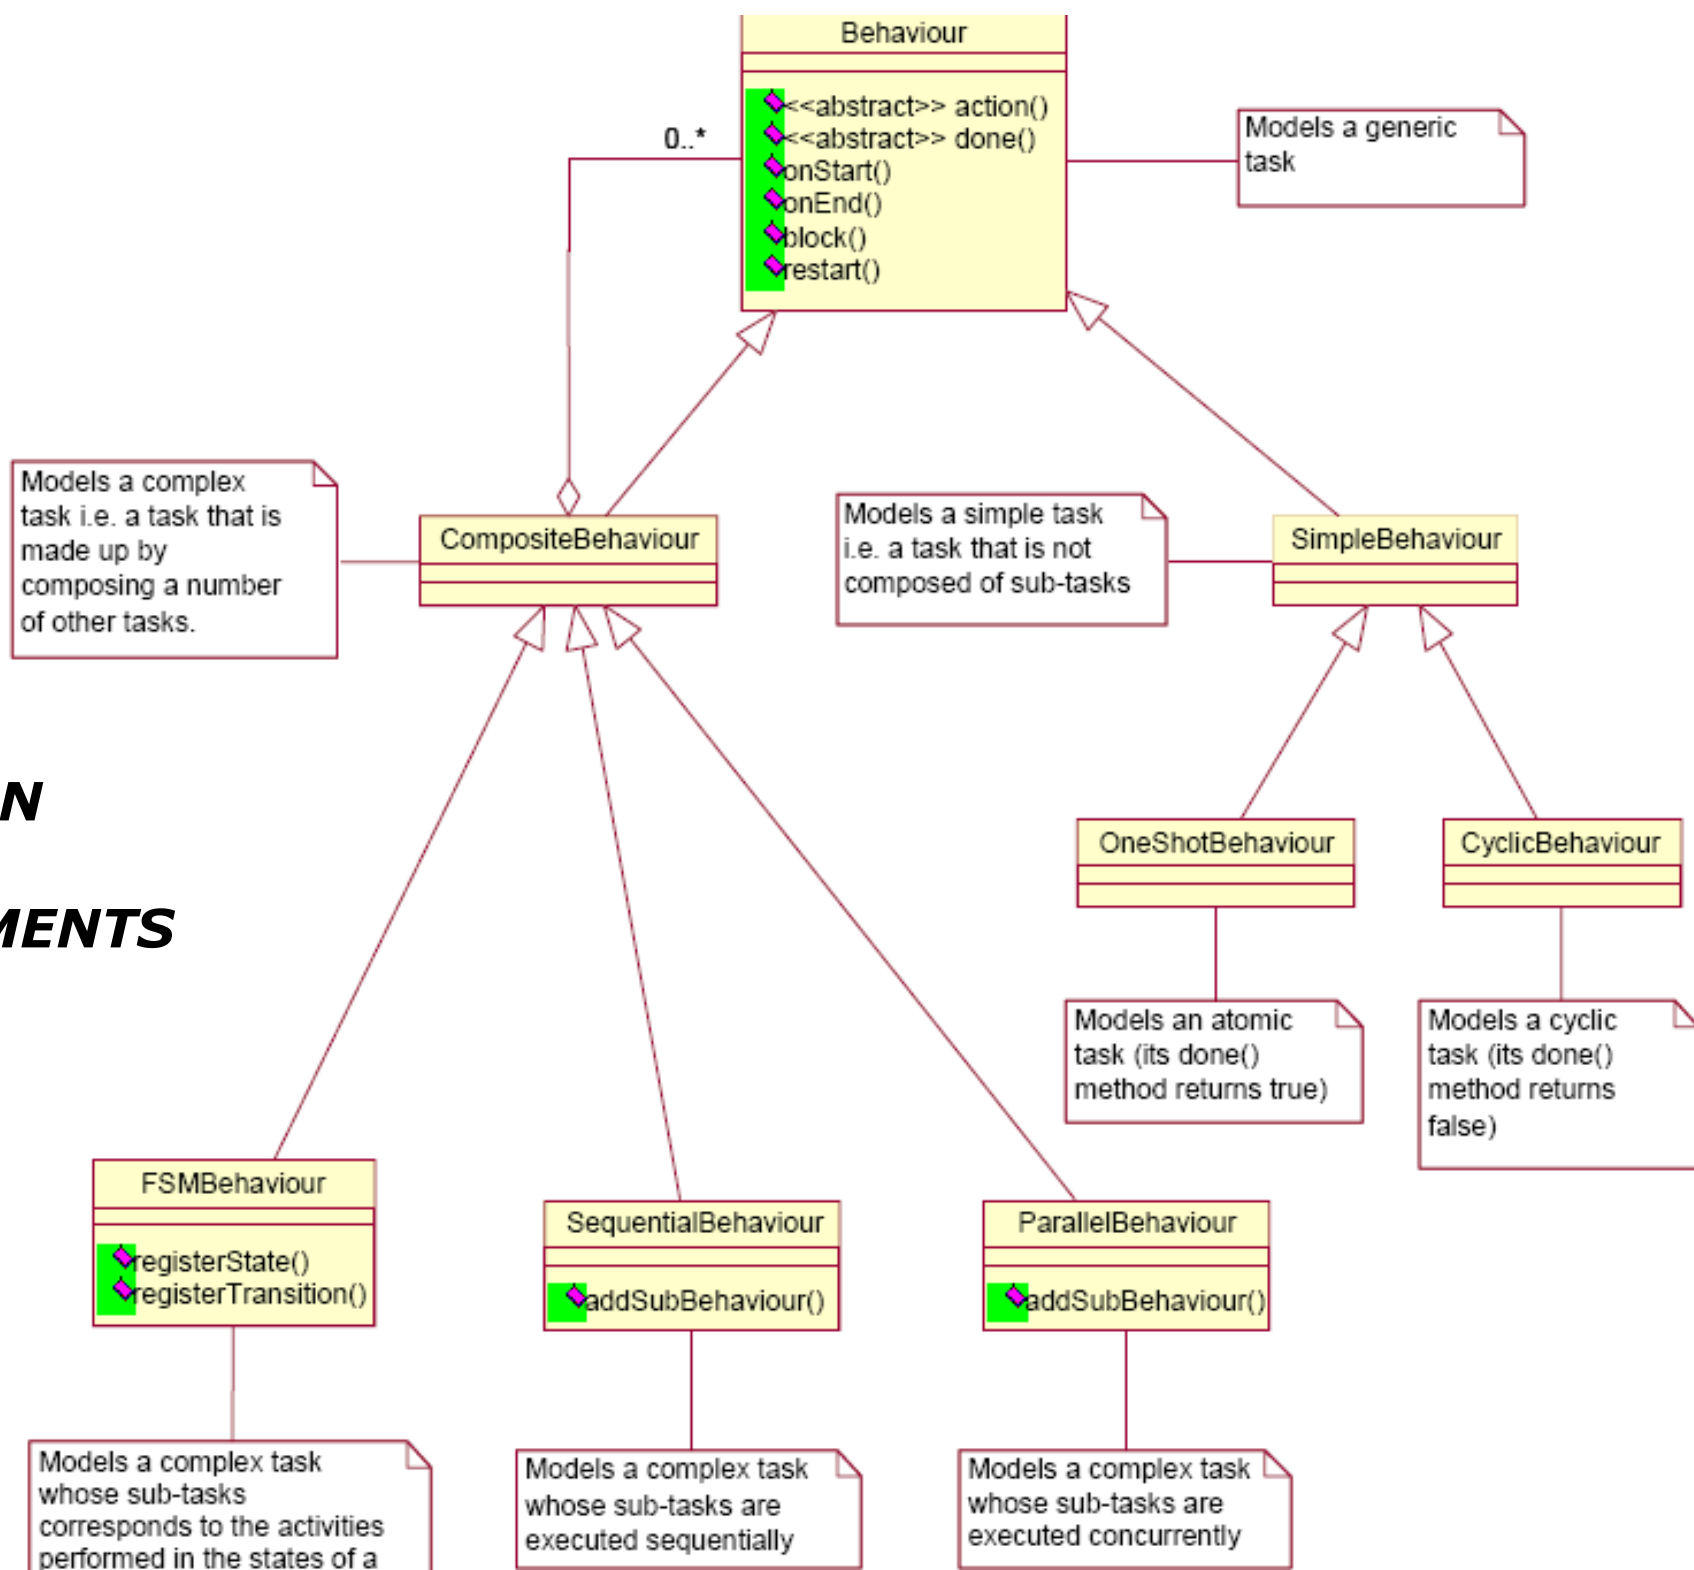 Behaviour
<<abstract>> action()
<<abstract>> done()
onStart()
onEnd()
block()
restart()
0..*
Models a generic
task
Models a complex
task i.e. a task that is
made up by
composing a number
of other tasks.
CompositeBehaviour
Models a simple task
i.e. a task that is not
composed of sub-tasks
SimpleBehaviour
N
MENTS
OneShotBehaviour
CyclicBehaviour
Models an atomic
task (its done()
method returns true)
Models a cyclic
task (its done()
method returns
false)
FSMBehaviour
registerState()
registerTransition()
SequentialBehaviour
addSubBehaviour()
ParallelBehaviour
addSubBehaviour()
Models a complex task
whose sub-tasks
corresponds to the activities
performed in the states of a
Models a complex task
whose sub-tasks are
executed sequentially
Models a complex task
whose sub-tasks are
executed concurrently